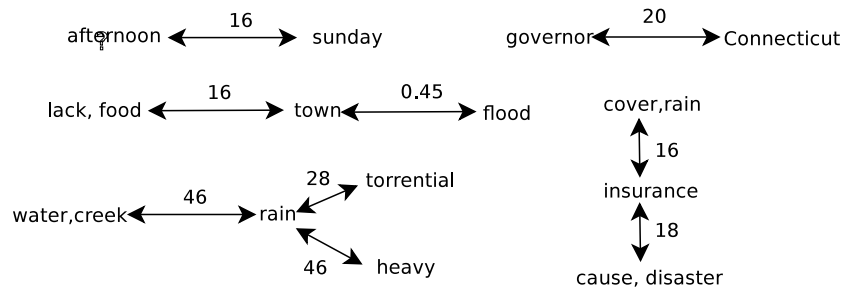 afternoon 16 sunday
governor 20 Connecticut
lack, food 16 town 0.45 flood
cover,rain
16
insurance
18
cause, disaster
water,creek 46 rain
28 torrential
46 heavy